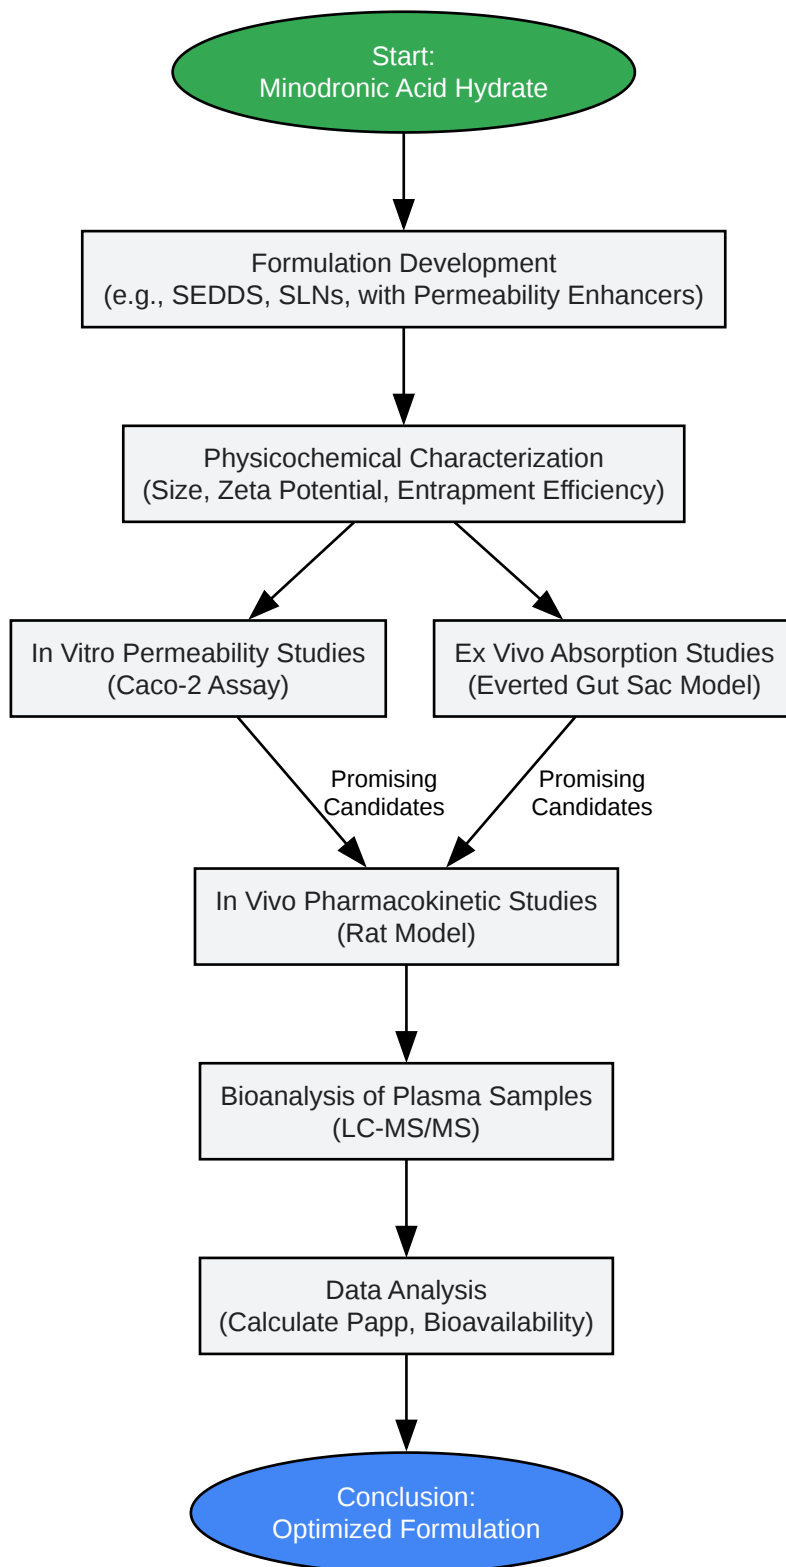 Start:
Minodronic Acid Hydrate
Formulation Development
(e.g., SEDDS, SLNs, with Permeability Enhancers)
Physicochemical Characterization
(Size, Zeta Potential, Entrapment Efficiency)
In Vitro Permeability Studies
(Caco-2 Assay)
Ex Vivo Absorption Studies
(Everted Gut Sac Model)
Promising
Candidates
Promising
Candidates
In Vivo Pharmacokinetic Studies
(Rat Model)
Bioanalysis of Plasma Samples
(LC-MS/MS)
Data Analysis
(Calculate Papp, Bioavailability)
Conclusion:
Optimized Formulation